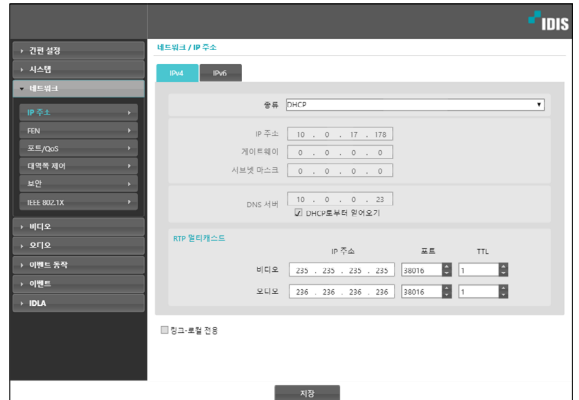 IDIS
간편 설정
시스템
네트워크
IP 주소
FEN
포트/QoS
대역폭 제어
보안
IEEE 802.1X
비디오
오디오
이벤트 동작
이벤트
IDLA
네트워크 / IP 주소
IPv4 IPv6
종류 DHCP
IP 주소 10 . 0 . 17 . 178
게이트웨이 0 . 0 . 0 . 0
서브넷 마스크 0 . 0 . 0 . 0
DNS 서버 10 . 0 . 0 . 23
DHCP로부터 얻어오기
RTP 멀티캐스트
IP 주소 포트 TTL
비디오 235 . 235 . 235 . 235 38016 1
오디오 236 . 236 . 236 . 236 38016 1
링크-로컬 전용
저장